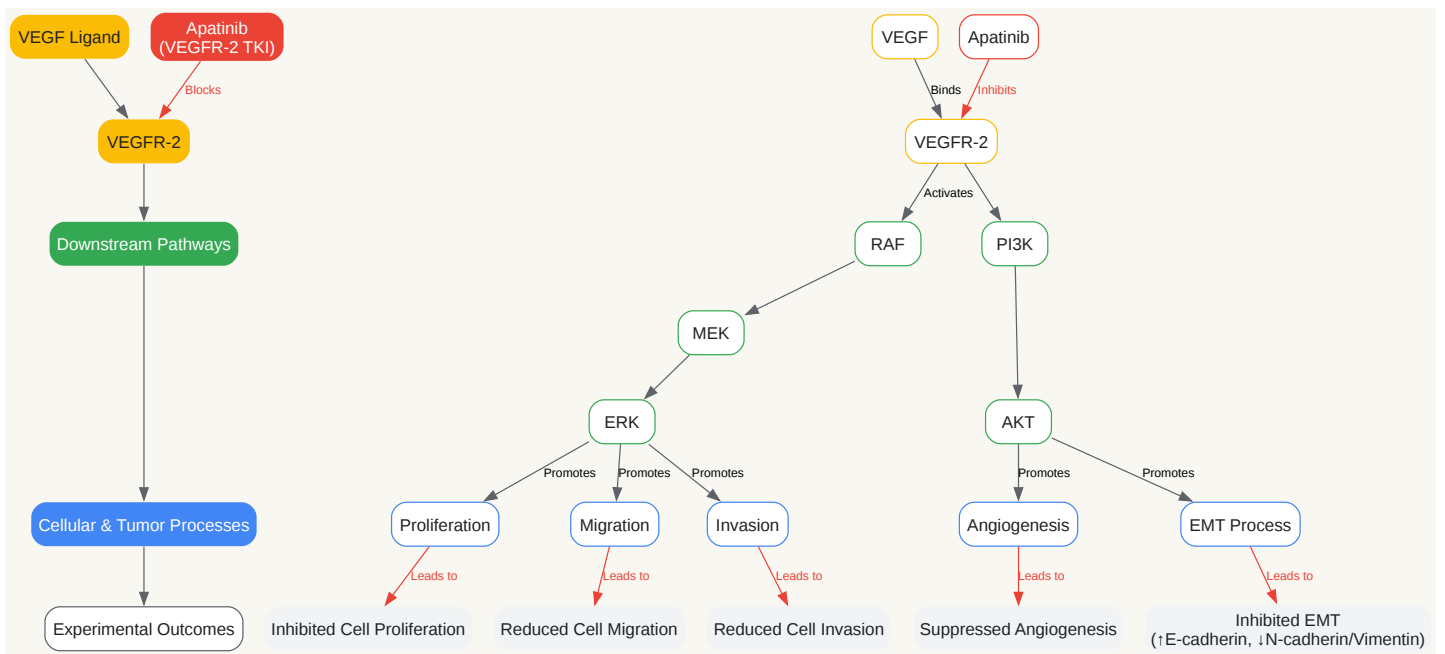 VEGF Ligand
Apatinib
(VEGFR-2 TKI)
VEGF
Apatinib
Blocks
Binds
Inhibits
VEGFR-2
VEGFR-2
Activates
Downstream Pathways
RAF
PI3K
MEK
ERK
AKT
Promotes
Promotes
Promotes
Promotes
Promotes
Cellular & Tumor Processes
Proliferation
Migration
Invasion
Angiogenesis
EMT Process
Leads to
Leads to
Leads to
Leads to
Leads to
Experimental Outcomes
Inhibited Cell Proliferation
Reduced Cell Migration
Reduced Cell Invasion
Suppressed Angiogenesis
Inhibited EMT
(↑E-cadherin, ↓N-cadherin/Vimentin)